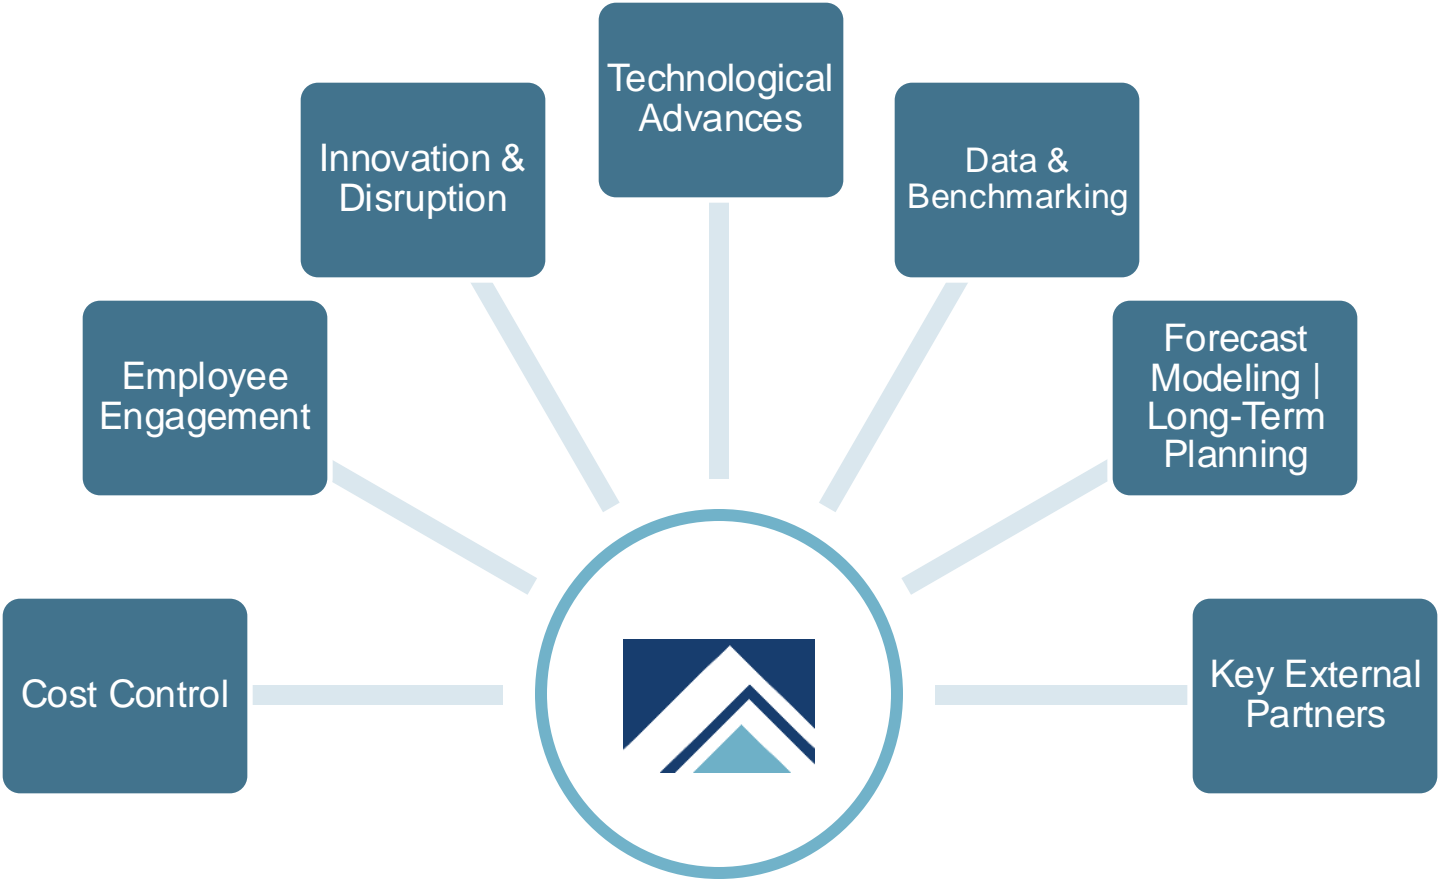 Technological
Advances
Innovation &
Disruption
Data &
Benchmarking
Employee
Engagement
Forecast
Modeling |
Long-Term
Planning
Cost Control
Key External
Partners